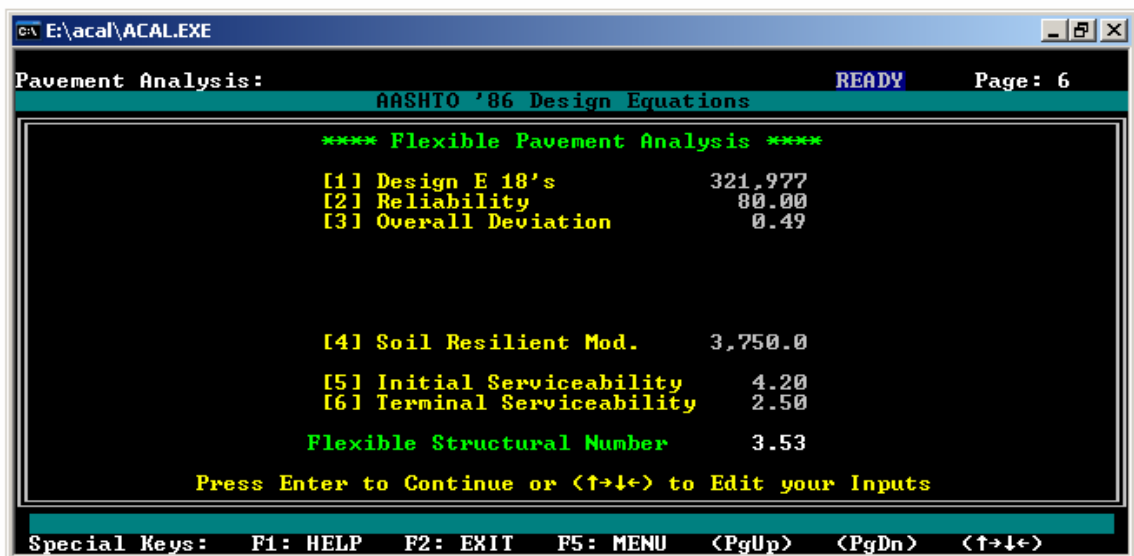 E:\acal\ACAL.EXE
Pavement Analysis: READY Page: 6
AASHTO '86 Design Equations
**** Flexible Pavement Analysis ****
[1] Design E 18's 321,977
[2] Reliability 80.00
[3] Overall Deviation 0.49
[4] Soil Resilient Mod. 3,750.0
[5] Initial Serviceability 4.20
[6] Terminal Serviceability 2.50
Flexible Structural Number 3.53
Press Enter to Continue or <↑→↓←> to Edit your Inputs
Special Keys: F1: HELP F2: EXIT F5: MENU <PgUp> <PgDn> <↑→↓←>